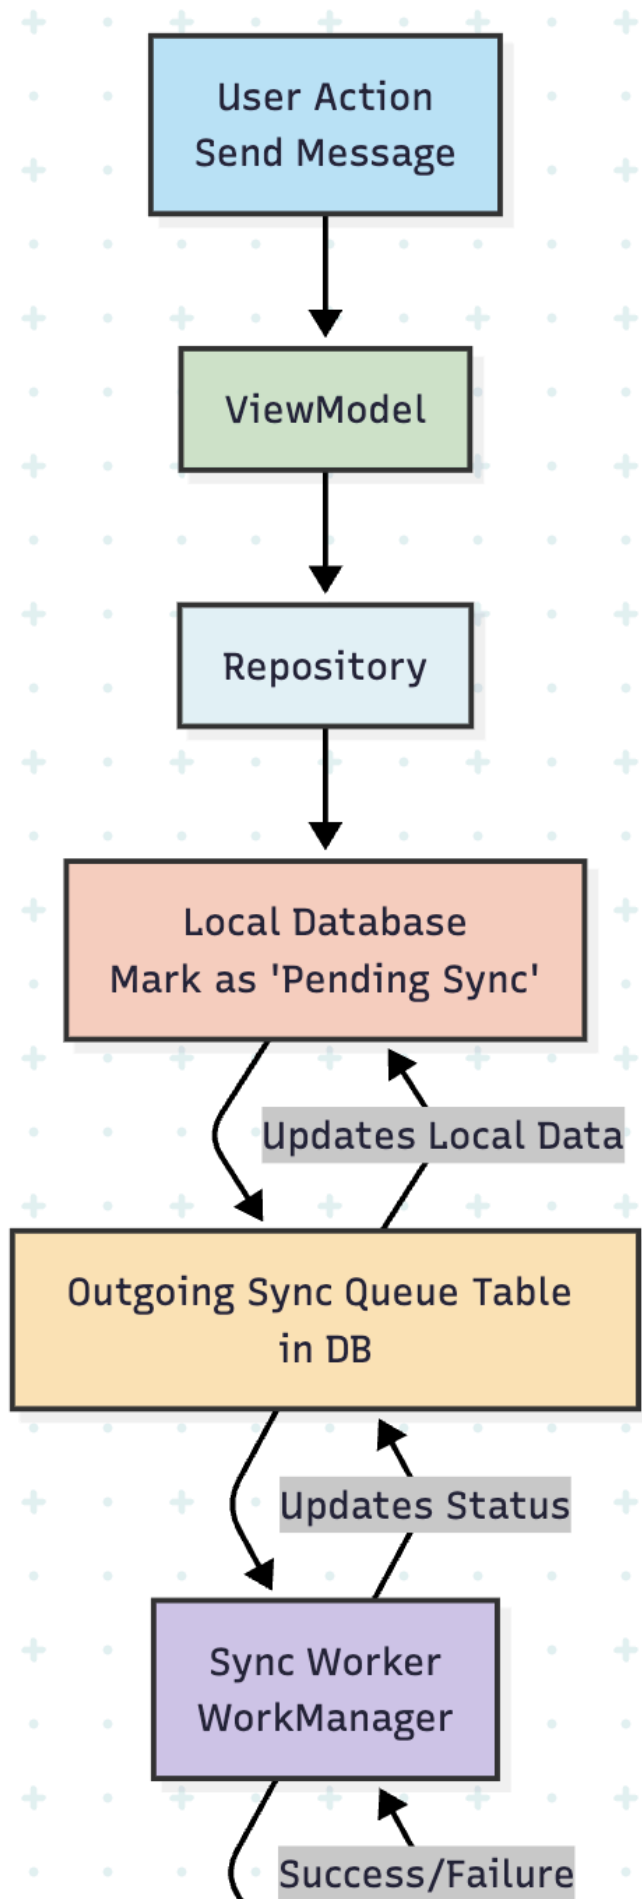 User Action
Send Message
ViewModel
Repository
Local Database
Mark as 'Pending Sync'
Updates Local Data
Outgoing Sync Queue Table
in DB
Updates Status
Sync Worker
WorkManager
Success/Failure